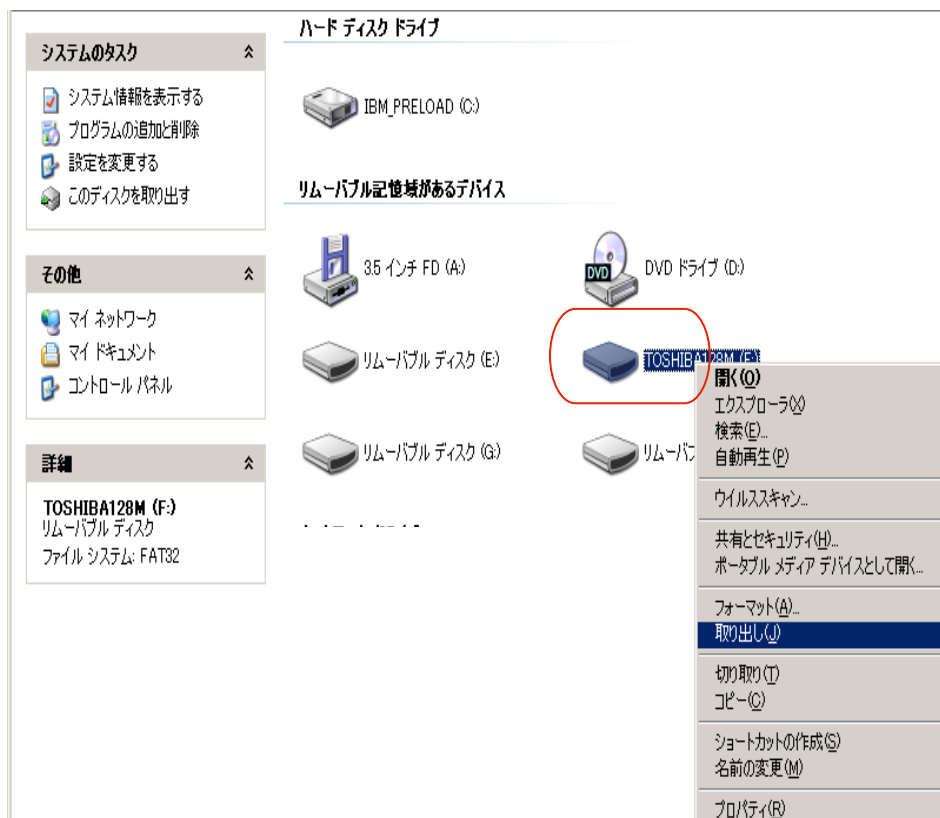 システムのタスク
システム情報を表示する
プログラムの追加と削除
設定を変更する
このディスクを取り出す
その他
マイ ネットワーク
マイ ドキュメント
コントロール パネル
詳細
TOSHIBA128M (F:)
リムーバブル ディスク
ファイル システム: FAT32
ハード ディスク ドライブ
IBM_PRELOAD (C:)
リムーバブル記憶域があるデバイス
3.5 インチ FD (A:)
DVD
DVD ドライブ (D:)
リムーバブル ディスク (E:)
TOSHIBA128M (F:)
リムーバブル ディスク (G:)
リムーバブ
開く(O)
エクスプローラ(X)
検索(E)...
自動再生(P)
ウイルススキャン...
共有とセキュリティ(H)...
ポータブル メディア デバイスとして開く...
フォーマット(A)...
取り出し(J)
切り取り(T)
コピー(C)
ショートカットの作成(S)
名前の変更(M)
プロパティ(R)